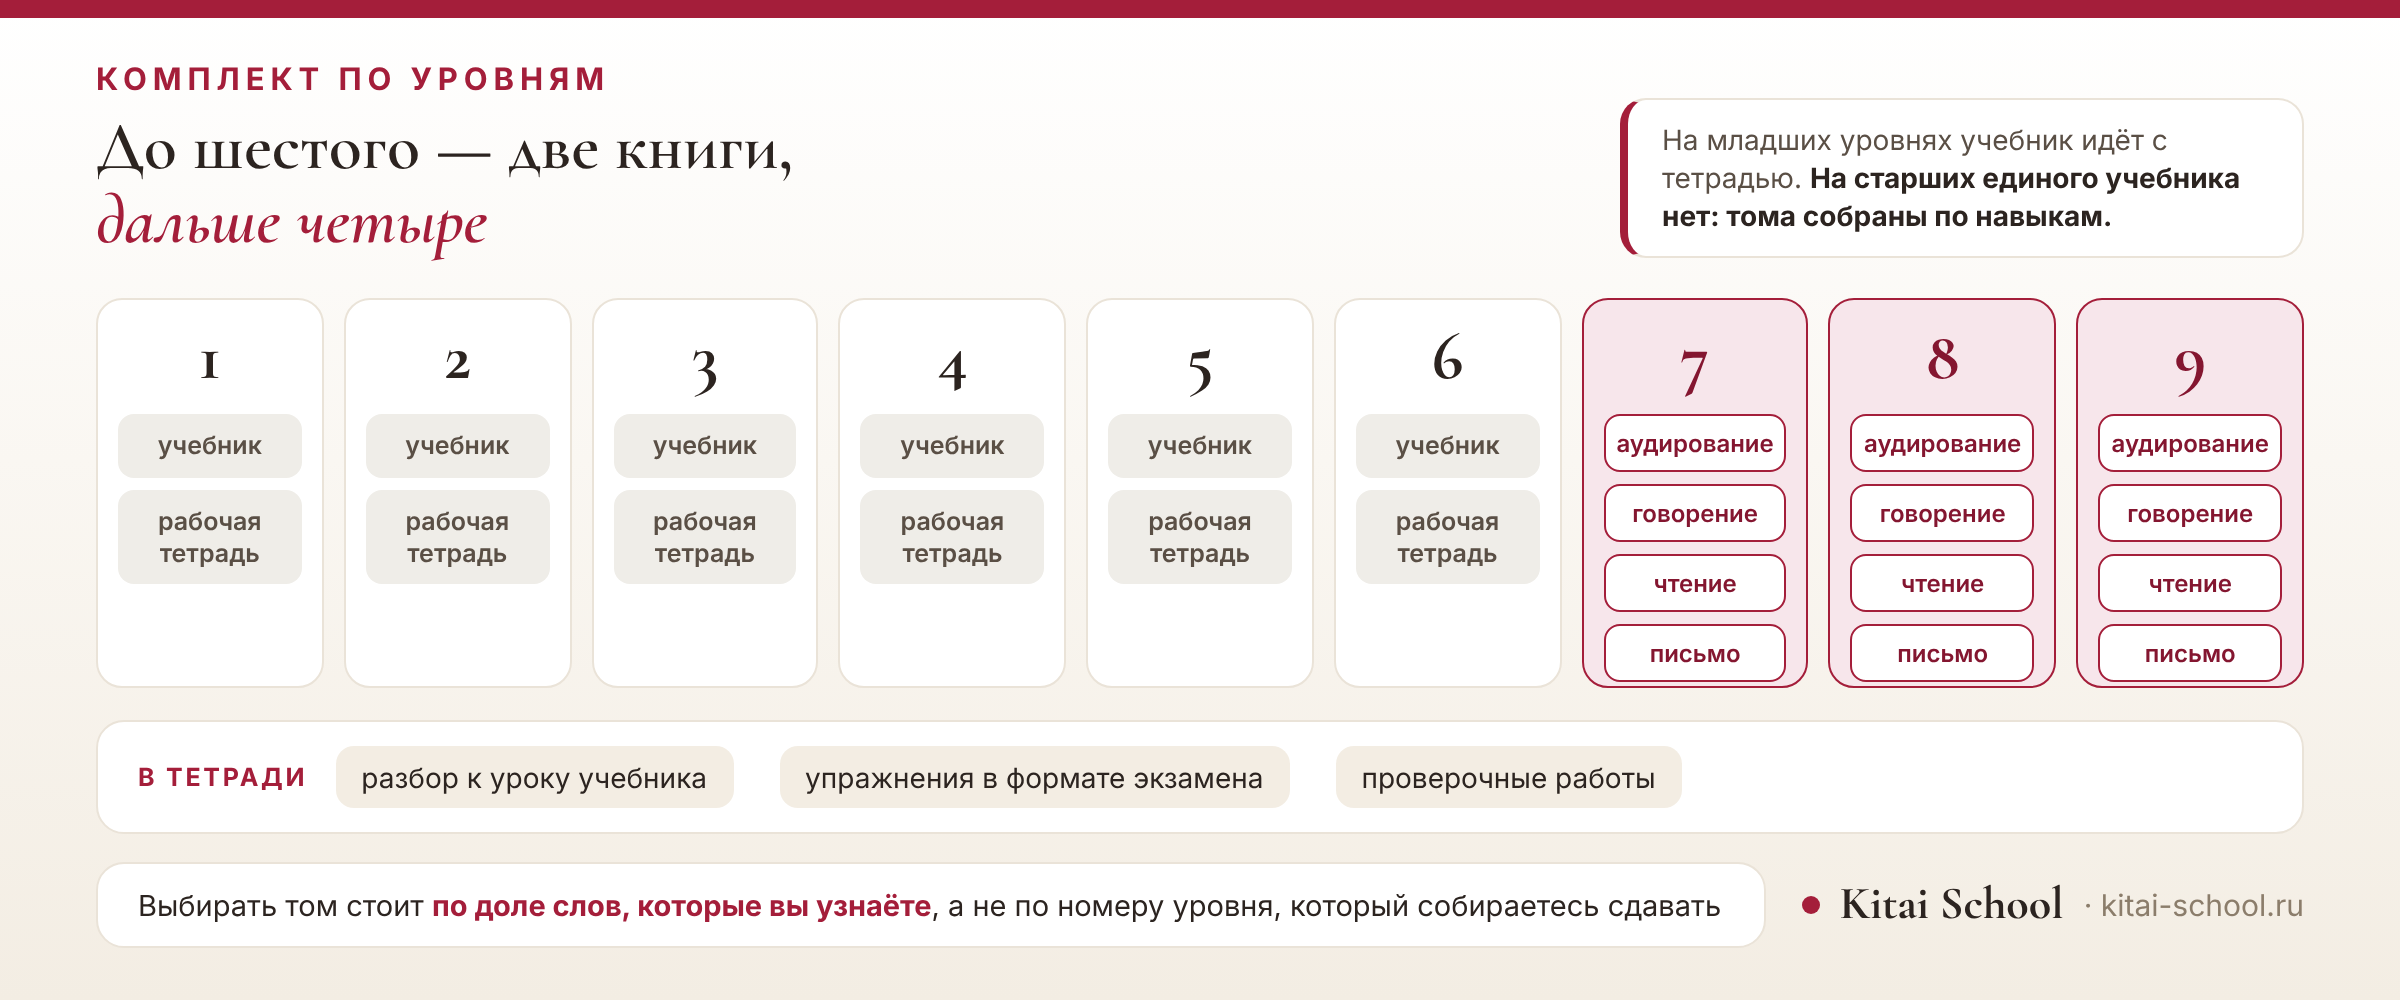 КОМПЛЕКТ ПО УРОВНЯМ
До шестого — две книги,
дальше четыре
На младших уровнях учебник идёт с
тетрадью. На старших единого учебника
нет: тома собраны по навыкам.
1
учебник
рабочая
тетрадь
2
учебник
рабочая
тетрадь
3
учебник
рабочая
тетрадь
4
учебник
рабочая
тетрадь
5
учебник
рабочая
тетрадь
6
учебник
рабочая
тетрадь
7
аудирование
говорение
чтение
письмо
8
аудирование
говорение
чтение
письмо
9
аудирование
говорение
чтение
письмо
В ТЕТРАДИ
разбор к уроку учебника
упражнения в формате экзамена
проверочные работы
Выбирать том стоит по доле слов, которые вы узнаёте, а не по номеру уровня, который собираетесь сдавать
Kitai School · kitai-school.ru